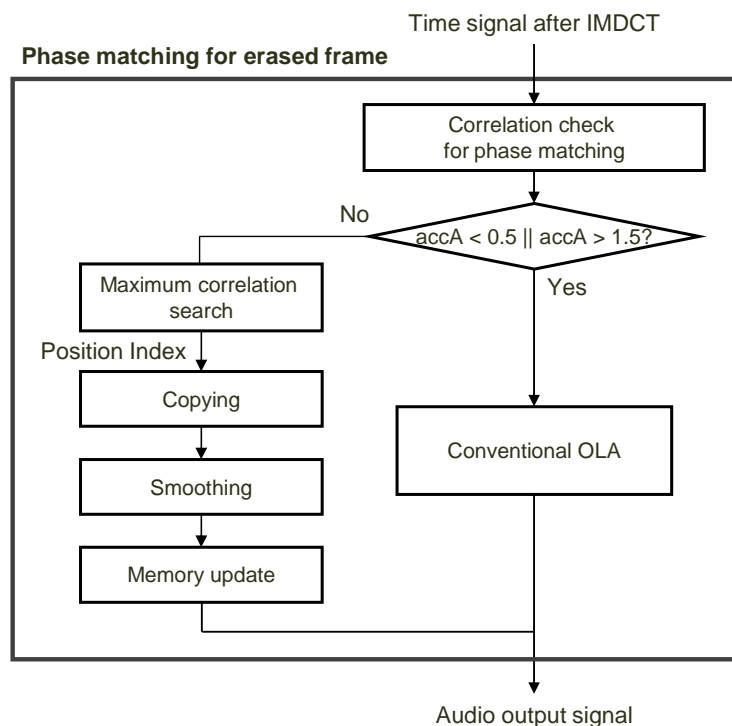 Time signal after IMDCT
Phase matching for erased frame
Correlation check
for phase matching
No
accA < 0.5 || accA > 1.5?
Yes
Maximum correlation
search
Position Index
Copying
Conventional OLA
Smoothing
Memory update
Audio output signal